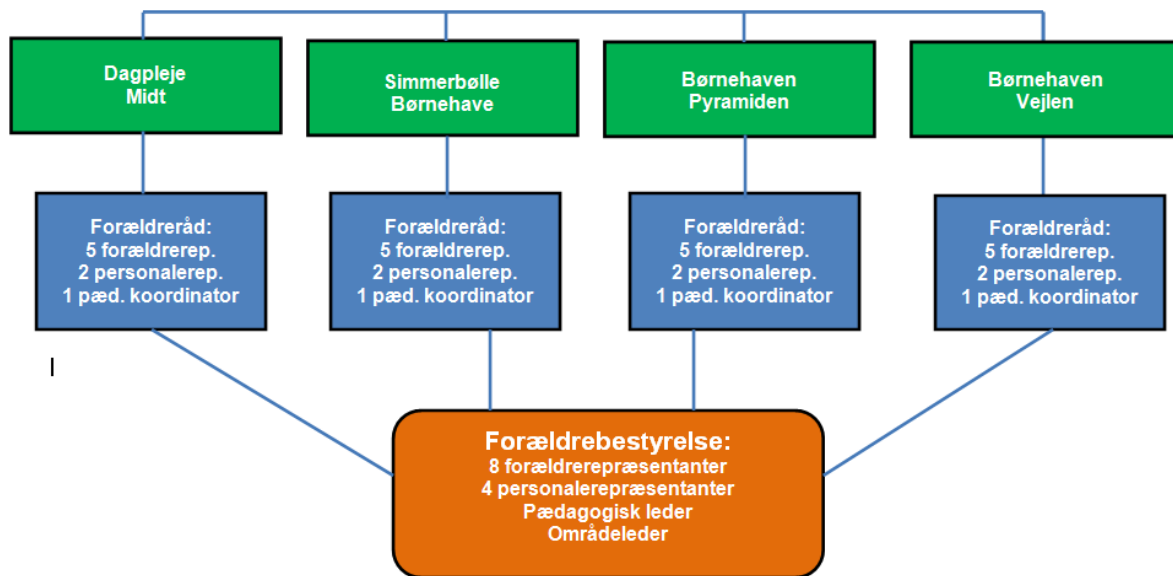 Dagpleje
Midt
Simmerbølle
Børnehave
Børnehaven
Pyramiden
Børnehaven
Vejlen
Forældreråd:
5 forældrerep.
2 personalerep.
1 pæd. koordinator
Forældreråd:
5 forældrerep.
2 personalerep.
1 pæd. koordinator
Forældreråd:
5 forældrerep.
2 personalerep.
1 pæd. koordinator
Forældreråd:
5 forældrerep.
2 personalerep.
1 pæd. koordinator
Forældrebestyrelse:
8 forældrerepræsentanter
4 personalerepræsentanter
Pædagogisk leder
Områdeleder